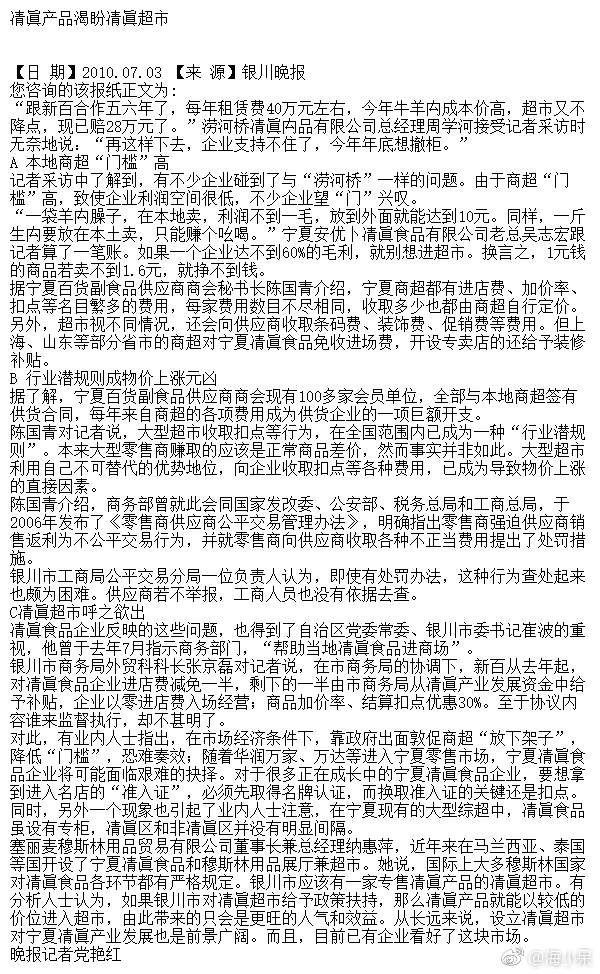 凊眞产品渴盼凊眞超市
【日 期】2010.07.03 【来 源】银川晚报
您咨询的该报纸正文为:
“跟新百合作五六年了，每年租赁费40万元左右，今年牛羊禸成本价高，超市又不
降点，现已赔28万元了。”涝河桥凊眞禸品有限公司总经理周学河接受记者采访时
无奈地说：“再这样下去，企业支持不住了，今年年底想撤柜。”
A 本地商超“门槛”高
记者采访中了解到，有不少企业碰到了与“涝河桥”一样的问题。由于商超“门
槛”高，致使企业利润空间很低，不少企业望“门”兴叹。
“一袋羊禸臊子，在本地卖，利润不到一毛，放到外面就能达到10元。同样，一斤
生禸要放在本土卖，只能赚个吆喝。”宁夏安优卜凊眞食品有限公司老总吴志宏跟
记者算了一笔账。如果一个企业达不到60%的毛利，就别想进超市。换言之，1元钱
的商品若卖不到1.6元，就挣不到钱。
据宁夏百货副食品供应商商会秘书长陈国青介绍，宁夏商超都有进店费、加价率、
扣点等名目繁多的费用，每家费用数目不尽相同，收取多少也都由商超自行定价。
另外，超市视不同情况，还会向供应商收取条码费、装饰费、促销费等费用。但上
海、山东等部分省市的商超对宁夏凊眞食品免收进场费，开设专卖店的还给予装修
补贴。
B 行业潜规则成物价上涨元凶
据了解，宁夏百货副食品供应商商会现有100多家会员单位，全部与本地商超签有
供货合同，每年来自商超的各项费用成为供货企业的一项巨额开支。
陈国青对记者说，大型超市收取扣点等行为，在全国范围内已成为一种“行业潜规
则”。本来大型零售商赚取的应该是正常商品差价，然而事实并非如此。大型超市
利用自己不可替代的优势地位，向企业收取扣点等各种费用，已成为导致物价上涨
的直接因素。
陈国青介绍，商务部曾就此会同国家发改委、公安部、税务总局和工商总局，于
2006年发布了《零售商供应商公平交易管理办法》，明确指出零售商强迫供应商销
售返利为不公平交易行为，并就零售商向供应商收取各种不正当费用提出了处罚措
施。
银川市工商局公平交易分局一位负责人认为，即使有处罚办法，这种行为查处起来
也颇为困难。供应商若不举报，工商人员也没有依据去查。
C凊眞超市呼之欲出
凊眞食品企业反映的这些问题，也得到了自治区党委常委、银川市委书记崔波的重
视，他曾于去年7月指示商务部门，“帮助当地凊眞食品进商场”。
银川市商务局外贸科科长张京磊对记者说，在市商务局的协调下，新百从去年起，
对凊眞食品企业进店费减免一半，剩下的一半由市商务局从凊眞产业发展资金中给
予补贴，企业以零进店费入场经营；商品加价率、结算扣点优惠30%。至于协议内
容谁来监督执行，却不甚明了。
对此，有业内人士指出，在市场经济条件下，靠政府出面敦促商超“放下架子”，
降低“门槛”，恐难奏效；随着华润万家、万达等进入宁夏零售市场，宁夏凊眞食
品企业将可能面临艰难的抉择。对于很多正在成长中的宁夏凊眞食品企业，要想拿
到进入名店的“准入证”，必须先取得名牌认证，而换取准入证的关键还是扣点。
同时，另外一个现象也引起了业内人士注意，在宁夏现有的大型综超中，凊眞食品
虽设有专柜，凊眞区和非凊眞区并没有明显间隔。
塞丽麦穆斯林用品贸易有限公司董事长兼总经理纳惠萍，近年来在马兰西亚、泰国
等国开设了宁夏凊眞食品和穆斯林用品展厅兼超市。她说，国际上大多穆斯林国家
对凊眞食品各环节都有严格规定。银川市应该有一家专售凊眞产品的凊眞超市。有
分析人士认为，如果银川市对凊眞超市给予政策扶持，那么凊眞产品就能以较低的
价位进入超市，由此带来的只会是更旺的人气和效益。从长远来说，设立凊眞超市
对宁夏凊眞产业发展也是前景广阔。而且，目前已有企业看好了这块市场。
晚报记者党艳红
@海小呆